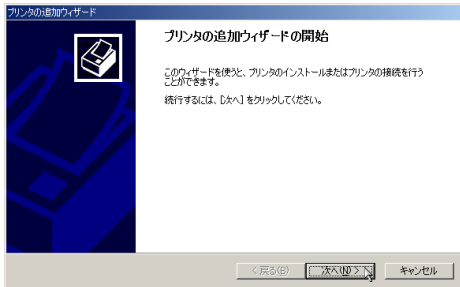 プリンタの追加ウィザード
プリンタの追加ウィザードの開始
このウィザードを使うと、プリンタのインストールまたはプリンタの接続を行う
ことができます。
続行するには、[次へ] をクリックしてください。
< 戻る(B)
次へ(N) >
キャンセル